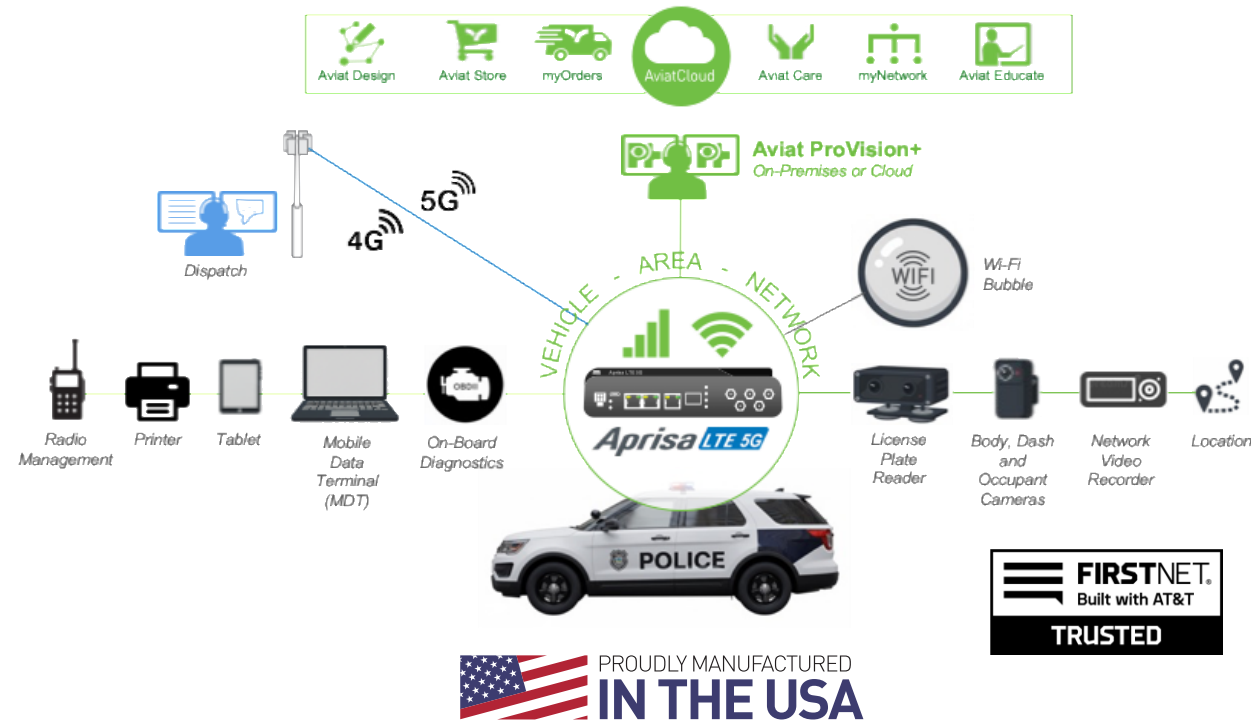 Aviat Design
Aviat Store
myOrders
AviatCloud
Aviat Care
myNetwork
Aviat Educate
Aviat ProVision+
On-Premises or Cloud
5G
4G
Dispatch
VEHICLE - AREA - NETWORK
WIFI
Wi-Fi
Bubble
Aprisa LTE 5G
Aprisa LTE 5G
OBDII
Radio
Management
Printer
Tablet
Mobile
Data
Terminal
(MDT)
On-Board
Diagnostics
License
Plate
Reader
Body, Dash
and
Occupant
Cameras
Network
Video
Recorder
Location
POLICE
FIRSTNET.
Built with AT&T
TRUSTED
PROUDLY MANUFACTURED
IN THE USA